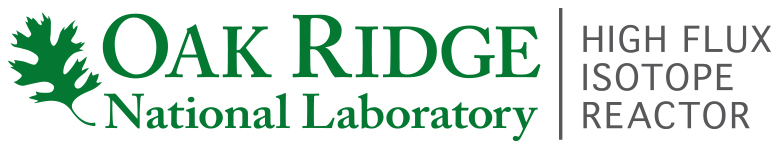 OAK RIDGE
National Laboratory
HIGH FLUX
ISOTOPE
REACTOR